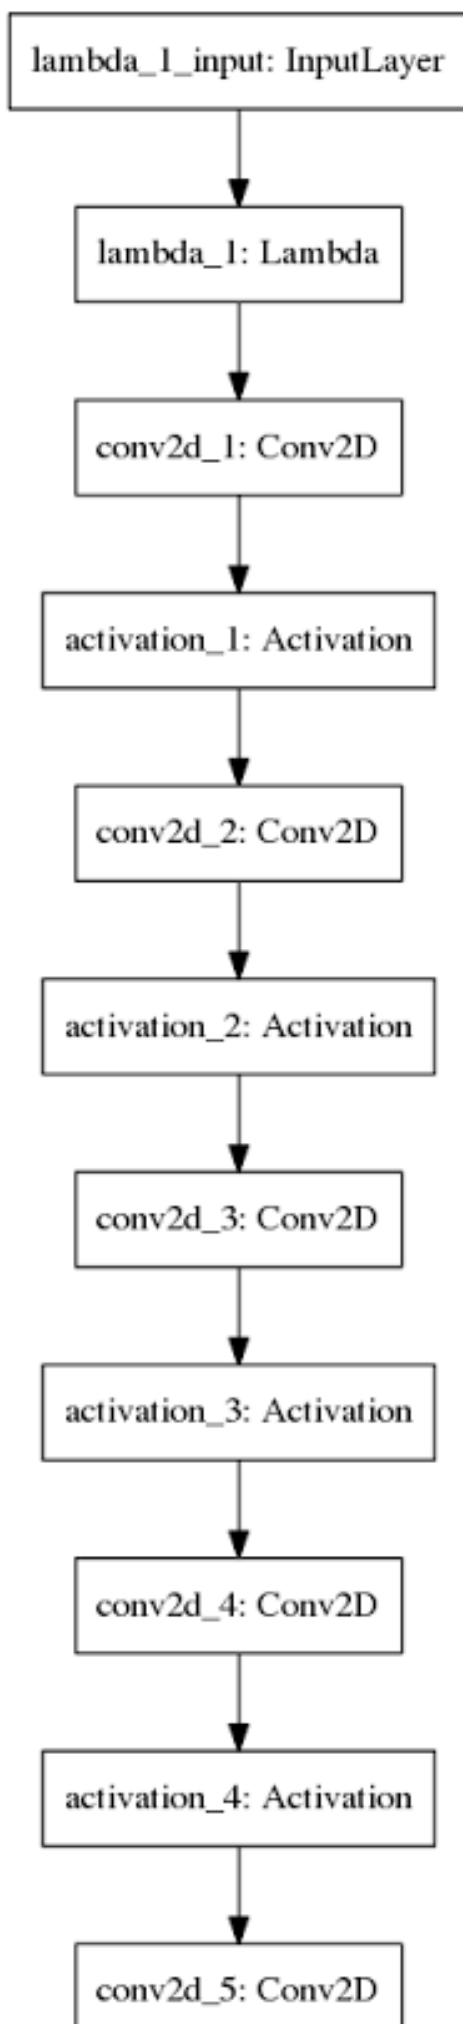 lambda_1_input: InputLayer
lambda_1: Lambda
conv2d_1: Conv2D
activation_1: Activation
conv2d_2: Conv2D
activation_2: Activation
conv2d_3: Conv2D
activation_3: Activation
conv2d_4: Conv2D
activation_4: Activation
conv2d_5: Conv2D